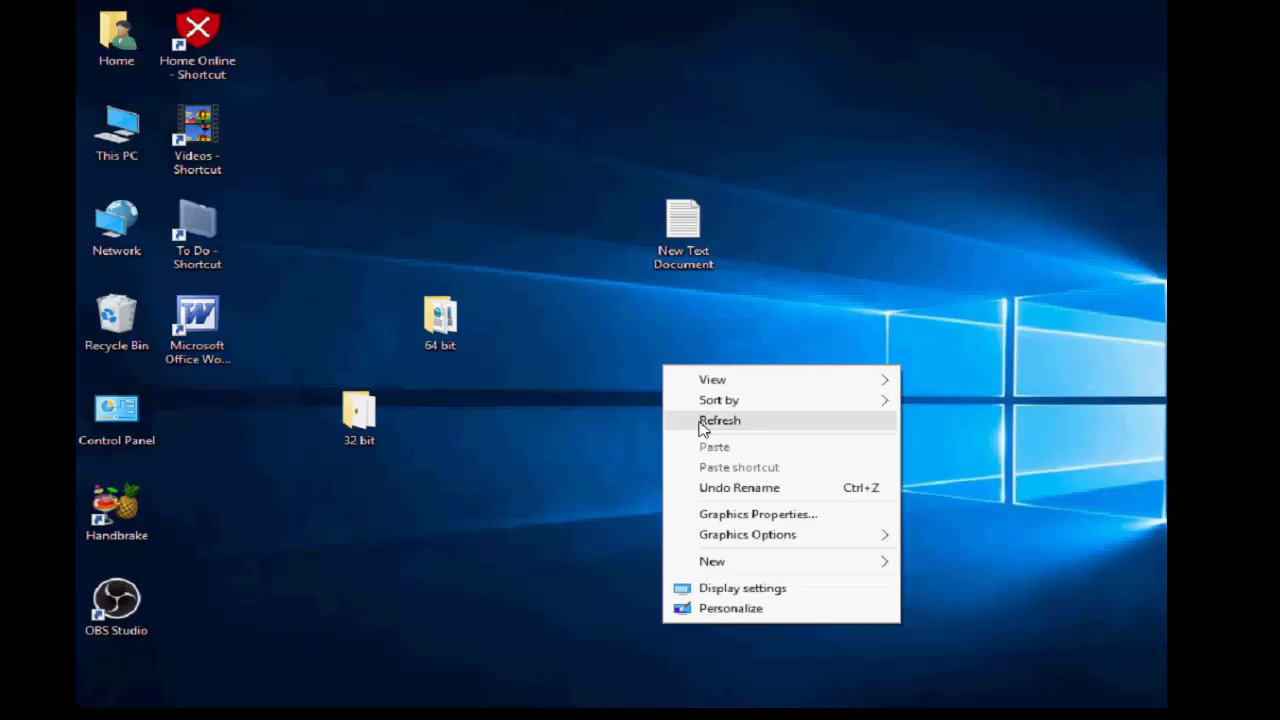 Home
Home Online
- Shortcut
This PC
Videos -
Shortcut
Network
To Do -
Shortcut
New Text
Document
Recycle Bin
Microsoft
Office Wo...
64 bit
Control Panel
32 bit
Handbrake
OBS Studio
View
Sort by
Refresh
Paste
Paste shortcut
Undo Rename Ctrl+Z
Graphics Properties...
Graphics Options
New
Display settings
Personalize